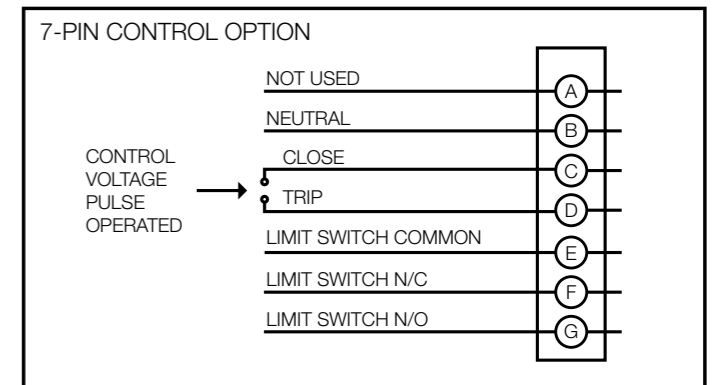 7-PIN CONTROL OPTION
NOT USED
A
NEUTRAL
B
CONTROL
VOLTAGE
PULSE
OPERATED
CLOSE
C
TRIP
D
LIMIT SWITCH COMMON
E
LIMIT SWITCH N/C
F
LIMIT SWITCH N/O
G